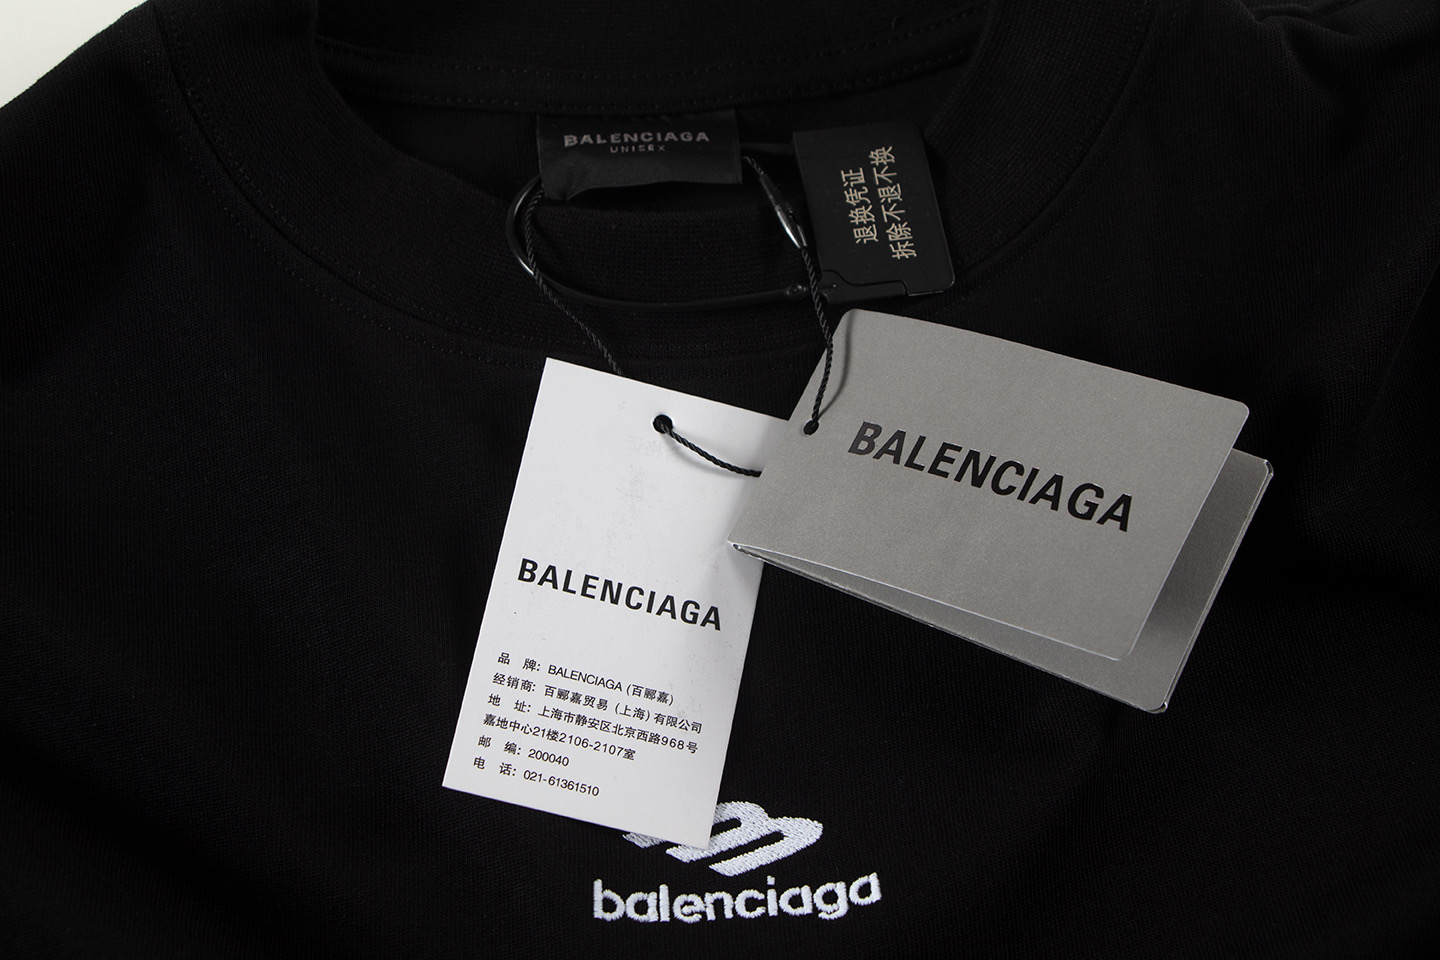 BALENCIAGA
UNISEX
退换凭证
拆除不退不换
BALENCIAGA
BALENCIAGA
品 牌: BALENCIAGA (百郦嘉)
经销商: 百郦嘉贸易 (上海) 有限公司
地 址: 上海市静安区北京西路968号
嘉地中心21楼2106-2107室
邮 编: 200040
电 话: 021-61361510
balenciaga